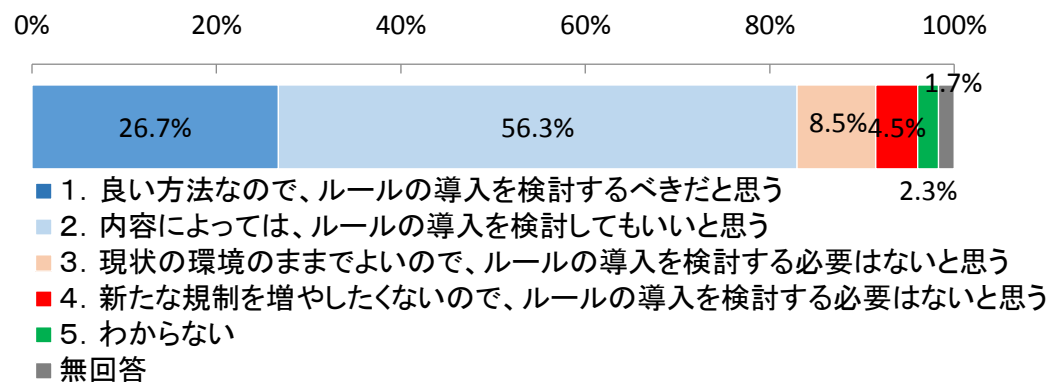 0% 20% 40% 60% 80% 100%
1.7%
26.7% 56.3% 8.5% 4.5%
2.3%
１．良い方法なので、ルールの導入を検討するべきだと思う
２．内容によっては、ルールの導入を検討してもいいと思う
３．現状の環境のままでよいので、ルールの導入を検討する必要はないと思う
４．新たな規制を増やしたくないので、ルールの導入を検討する必要はないと思う
５．わからない
無回答